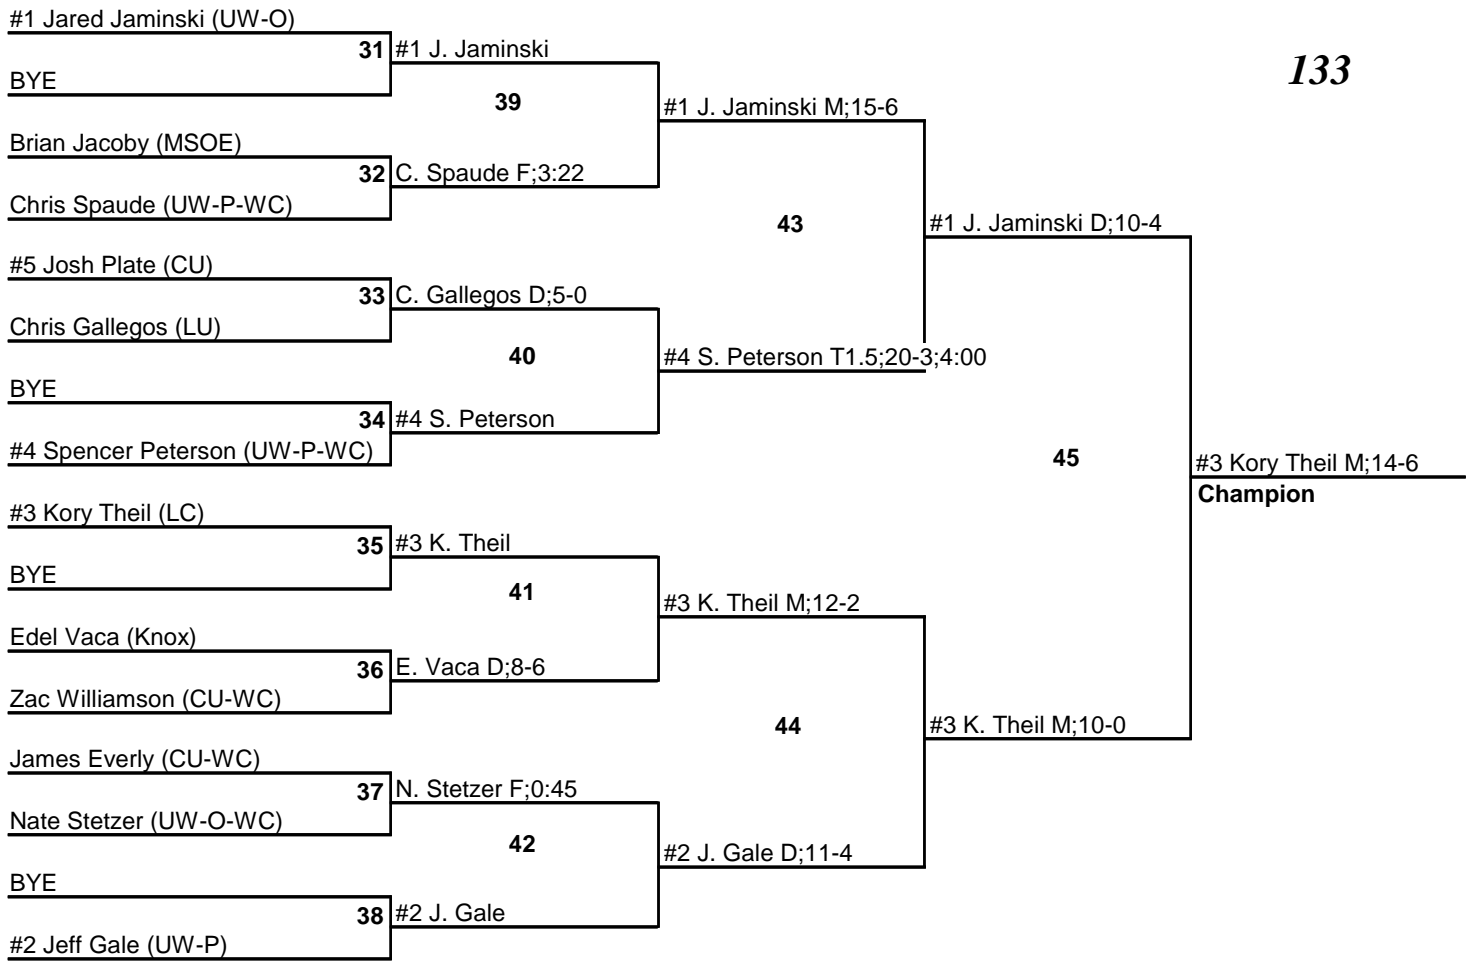 #1 Jared Jaminski (UW-O)
31 #1 J. Jaminski
133
BYE
39
#1 J. Jaminski M;15-6
Brian Jacoby (MSOE)
32 C. Spaude F;3:22
Chris Spaude (UW-P-WC)
43
#1 J. Jaminski D;10-4
#5 Josh Plate (CU)
33 C. Gallegos D;5-0
Chris Gallegos (LU)
40
#4 S. Peterson T1.5;20-3;4:00
BYE
34 #4 S. Peterson
#4 Spencer Peterson (UW-P-WC)
45
#3 Kory Theil M;14-6
Champion
#3 Kory Theil (LC)
35 #3 K. Theil
BYE
41
#3 K. Theil M;12-2
Edel Vaca (Knox)
36 E. Vaca D;8-6
Zac Williamson (CU-WC)
44
#3 K. Theil M;10-0
James Everly (CU-WC)
37 N. Stetzer F;0:45
Nate Stetzer (UW-O-WC)
42
#2 J. Gale D;11-4
BYE
38 #2 J. Gale
#2 Jeff Gale (UW-P)